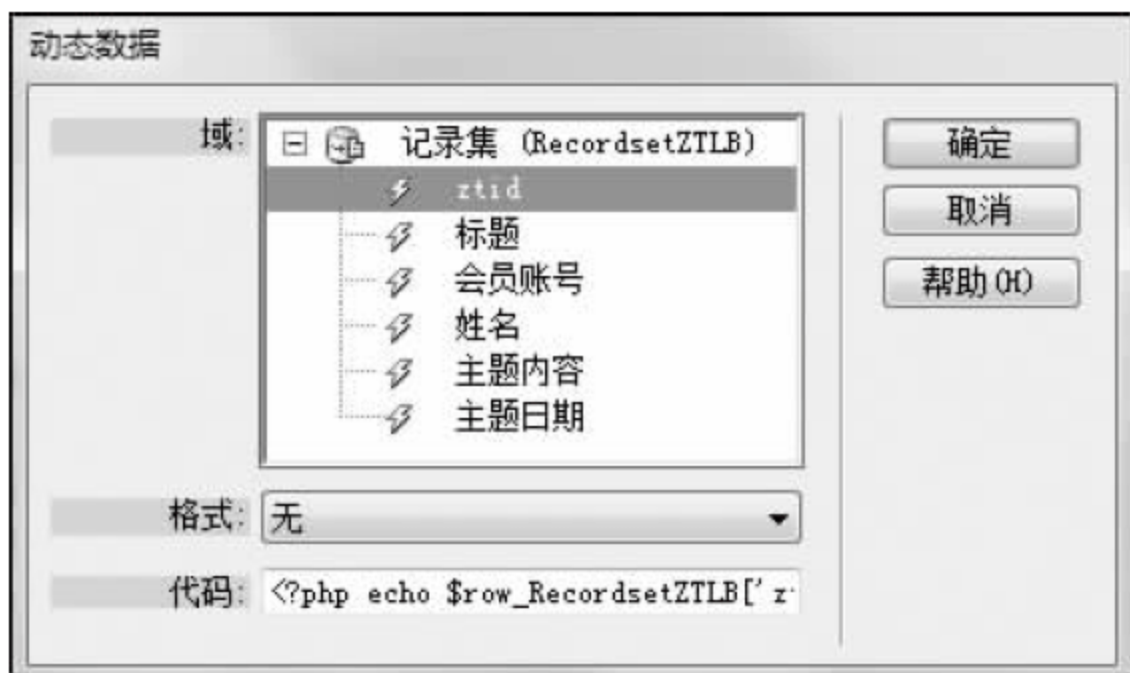 动态数据
域:
记录集 (RecordsetZTLB)
ztid
标题
会员账号
姓名
主题内容
主题日期
确定
取消
帮助(H)
格式: 无
代码: <?php echo $row_RecordsetZTLB['z